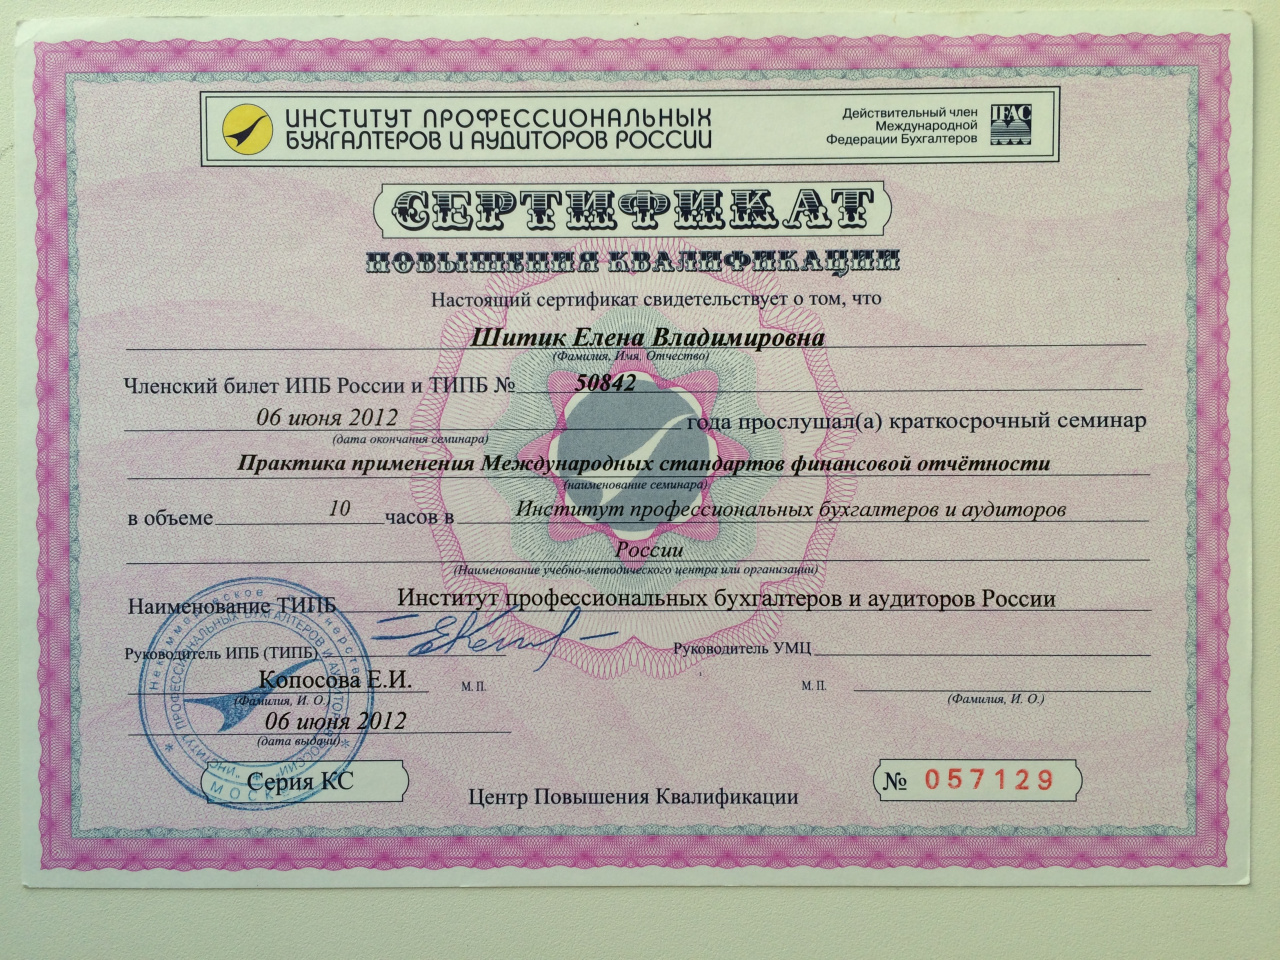 ИНСТИТУТ ПРОФЕССИОНАЛЬНЫХ
БУХГАЛТЕРОВ И АУДИТОРОВ РОССИИ
Действительный член
Международной
Федерации Бухгалтеров
IFAC
СЕРТИФИКАТ
ПОВЫШЕНИЯ КВАЛИФИКАЦИИ
Настоящий сертификат свидетельствует о том, что
Шитик Елена Владимировна
(Фамилия, Имя, Отчество)
Членский билет ИПБ России и ТИПБ № 50842
06 июня 2012 года прослушал(а) краткосрочный семинар
(дата окончания семинара)
Практика применения Международных стандартов финансовой отчётности
(наименование семинара)
в объеме 10 часов в Институт профессиональных бухгалтеров и аудиторов
России
(Наименование учебно-методического центра или организации)
Наименование ТИПБ Институт профессиональных бухгалтеров и аудиторов России
Руководитель ИПБ (ТИПБ) Руководитель УМЦ
Копосова Е.И. М. П. М. П.
(Фамилия, И. О.) (Фамилия, И. О.)
06 июня 2012
(дата выдачи)
Серия КС
Центр Повышения Квалификации
№ 057129